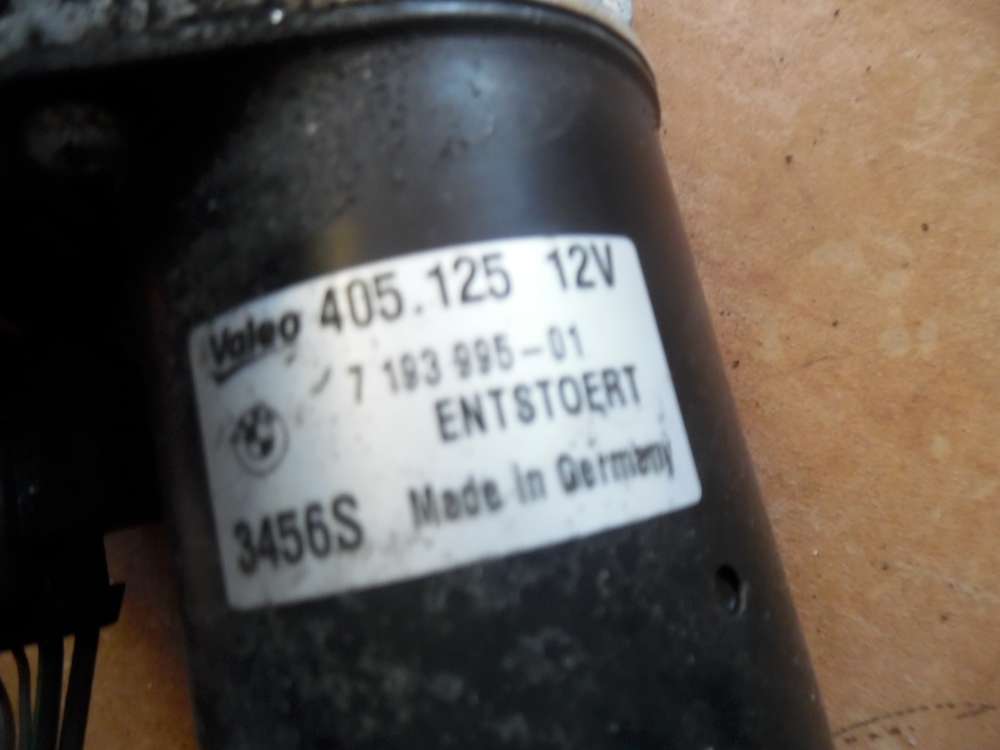 Valeo 405.125 12V
7 193 995-01
ENTSTOERT
3456S Made in Germany